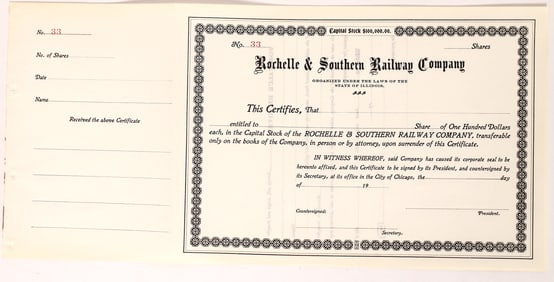 No. 33
No. of Shares
Date
Name
Received the above Certificate
Capital Stock $100,000.00.
No. 33 Shares
Rochelle & Southern Railway Company
ORGANIZED UNDER THE LAWS OF THE
STATE OF ILLINOIS.
This Certifies, That
entitled to Share of One Hundred Dollars
each, in the Capital Stock of the ROCHELLE & SOUTHERN RAILWAY COMPANY, transferable
only on the books of the Company, in person or by attorney, upon surrender of this Certificate.
IN WITNESS WHEREOF, said Company has caused its corporate seal to be
hereunto affixed, and this Certificate to be signed by its President, and countersigned by
its Secretary, at its office in the City of Chicago, the day
of 19
Countersigned: President.
Secretary.